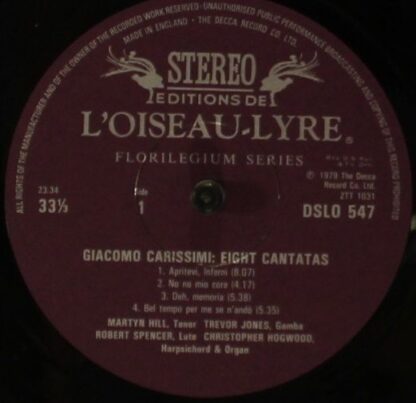 ALL RIGHTS OF THE MANUFACTURER AND OF THE OWNER OF THE RECORDED WORK RESERVED · UNAUTHORISED PUBLIC PERFORMANCE BROADCASTING AND COPYING OF THIS RECORD PROHIBITED
MADE IN ENGLAND · THE DECCA RECORD CO. LTD.
STEREO
EDITIONS DE
L'OISEAU-LYRE®
FLORILEGIUM SERIES
23.34
33⅓
Side
1
℗ 1979 The Decca
Record Co. Ltd.
ZTT 1031
DSLO 547
GIACOMO CARISSIMI: EIGHT CANTATAS
1. Apritevi, Inferni (8.07)
2. No no mio core (4.17)
3. Deh, memoria (5.38)
4. Bel tempo per me se n'andò (5.35)
MARTYN HILL, Tenor TREVOR JONES, Gamba
ROBERT SPENCER, Lute CHRISTOPHER HOGWOOD,
Harpsichord & Organ